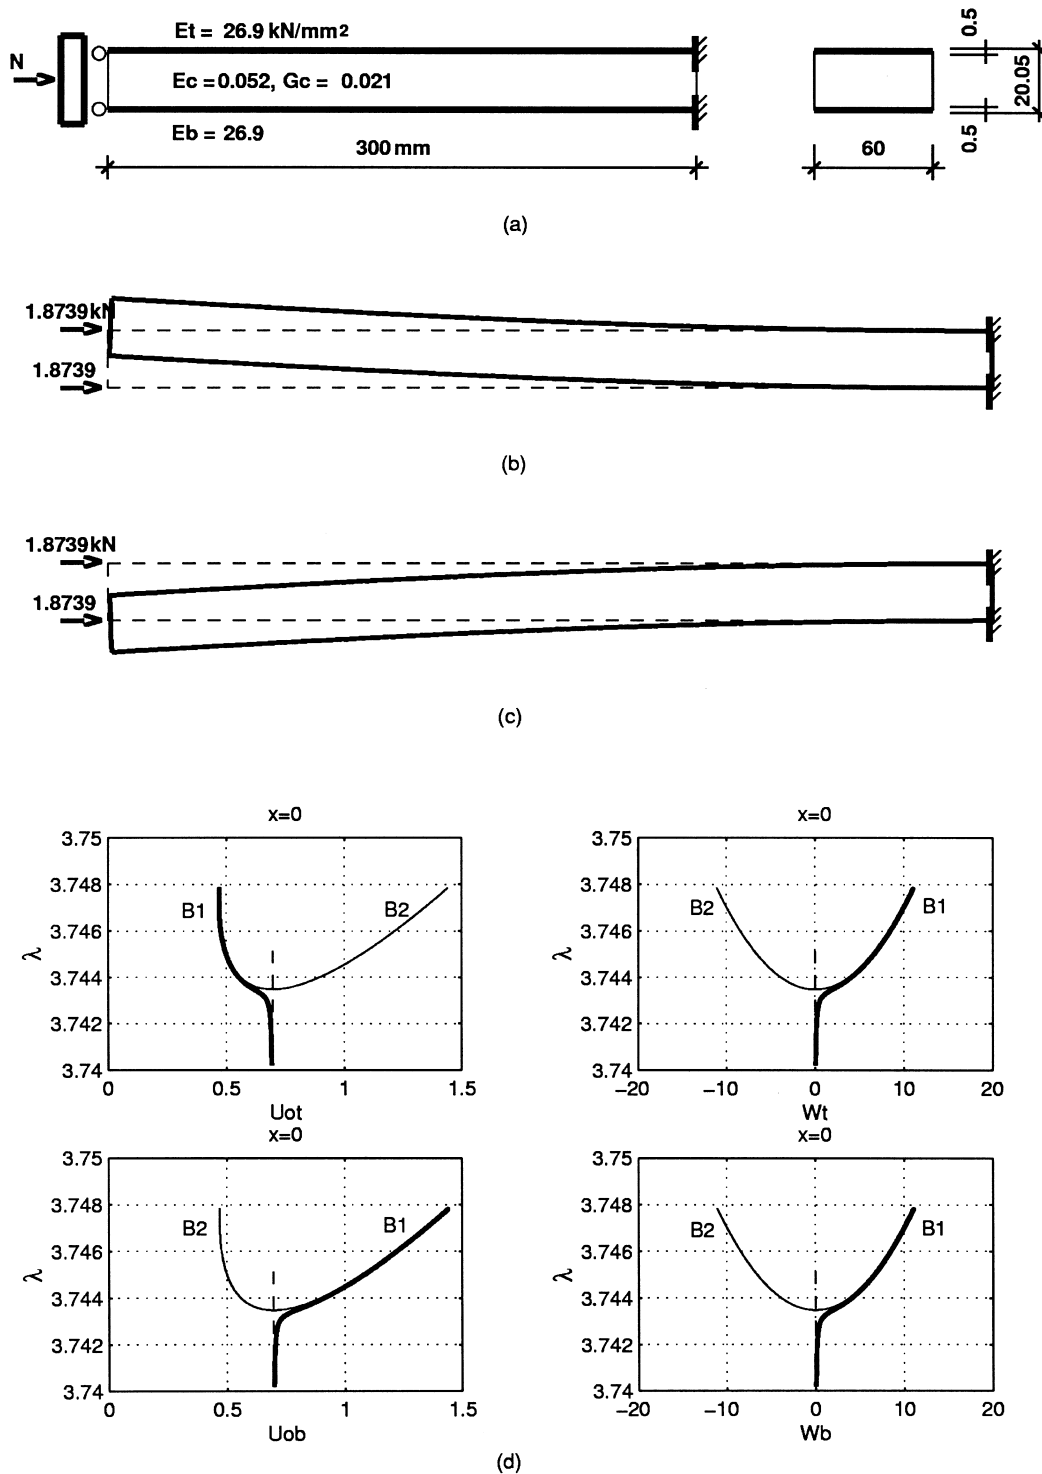 Et = 26.9 kN/mm2
N
Ec = 0.052, Gc = 0.021
Eb = 26.9
300 mm
60
0.5
20.05
0.5
(a)
1.8739kN
1.8739
(b)
1.8739kN
1.8739
(c)
x=0
3.75
3.748
3.746
3.744
3.742
3.74
λ
B1
B2
0
0.5
1
1.5
Uot
x=0
3.75
3.748
3.746
3.744
3.742
3.74
λ
B2
B1
−20
−10
0
10
20
Wt
x=0
3.75
3.748
3.746
3.744
3.742
3.74
λ
B2
B1
0
0.5
1
1.5
Uob
x=0
3.75
3.748
3.746
3.744
3.742
3.74
λ
B2
B1
−20
−10
0
10
20
Wb
(d)